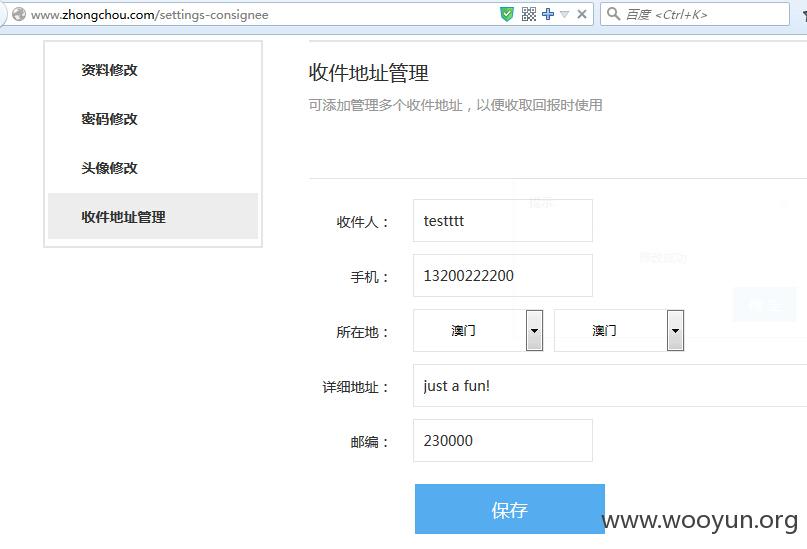 www.zhongchou.com/settings-consignee
百度 <Ctrl+K>
资料修改
密码修改
头像修改
收件地址管理
收件地址管理
可添加管理多个收件地址，以便收取回报时使用
提示
修改成功
收件人： testttt
手机： 13200222200
所在地： 澳门 澳门
详细地址： just a fun!
邮编： 230000
保存
www.wooyun.org